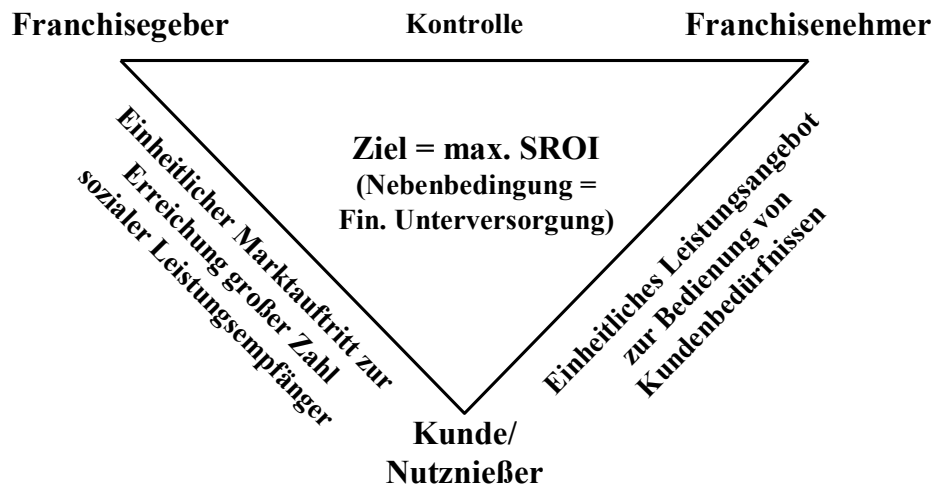 Franchisegeber
Kontrolle
Franchisenehmer
Ziel = max. SROI
(Nebenbedingung =
Fin. Unterversorgung)
Einheitlicher Marktauftritt zur
Erreichung großer Zahl
sozialer Leistungsempfänger
Einheitliches Leistungsangebot
zur Bedienung von
Kundenbedürfnissen
Kunde/
Nutznießer